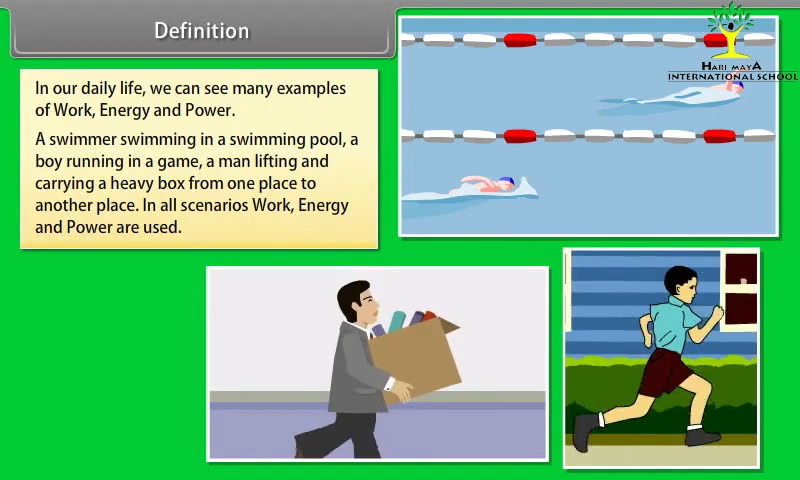 Definition
HARI MAYA
INTERNATIONAL SCHOOL
In our daily life, we can see many examples
of Work, Energy and Power.
A swimmer swimming in a swimming pool, a
boy running in a game, a man lifting and
carrying a heavy box from one place to
another place. In all scenarios Work, Energy
and Power are used.